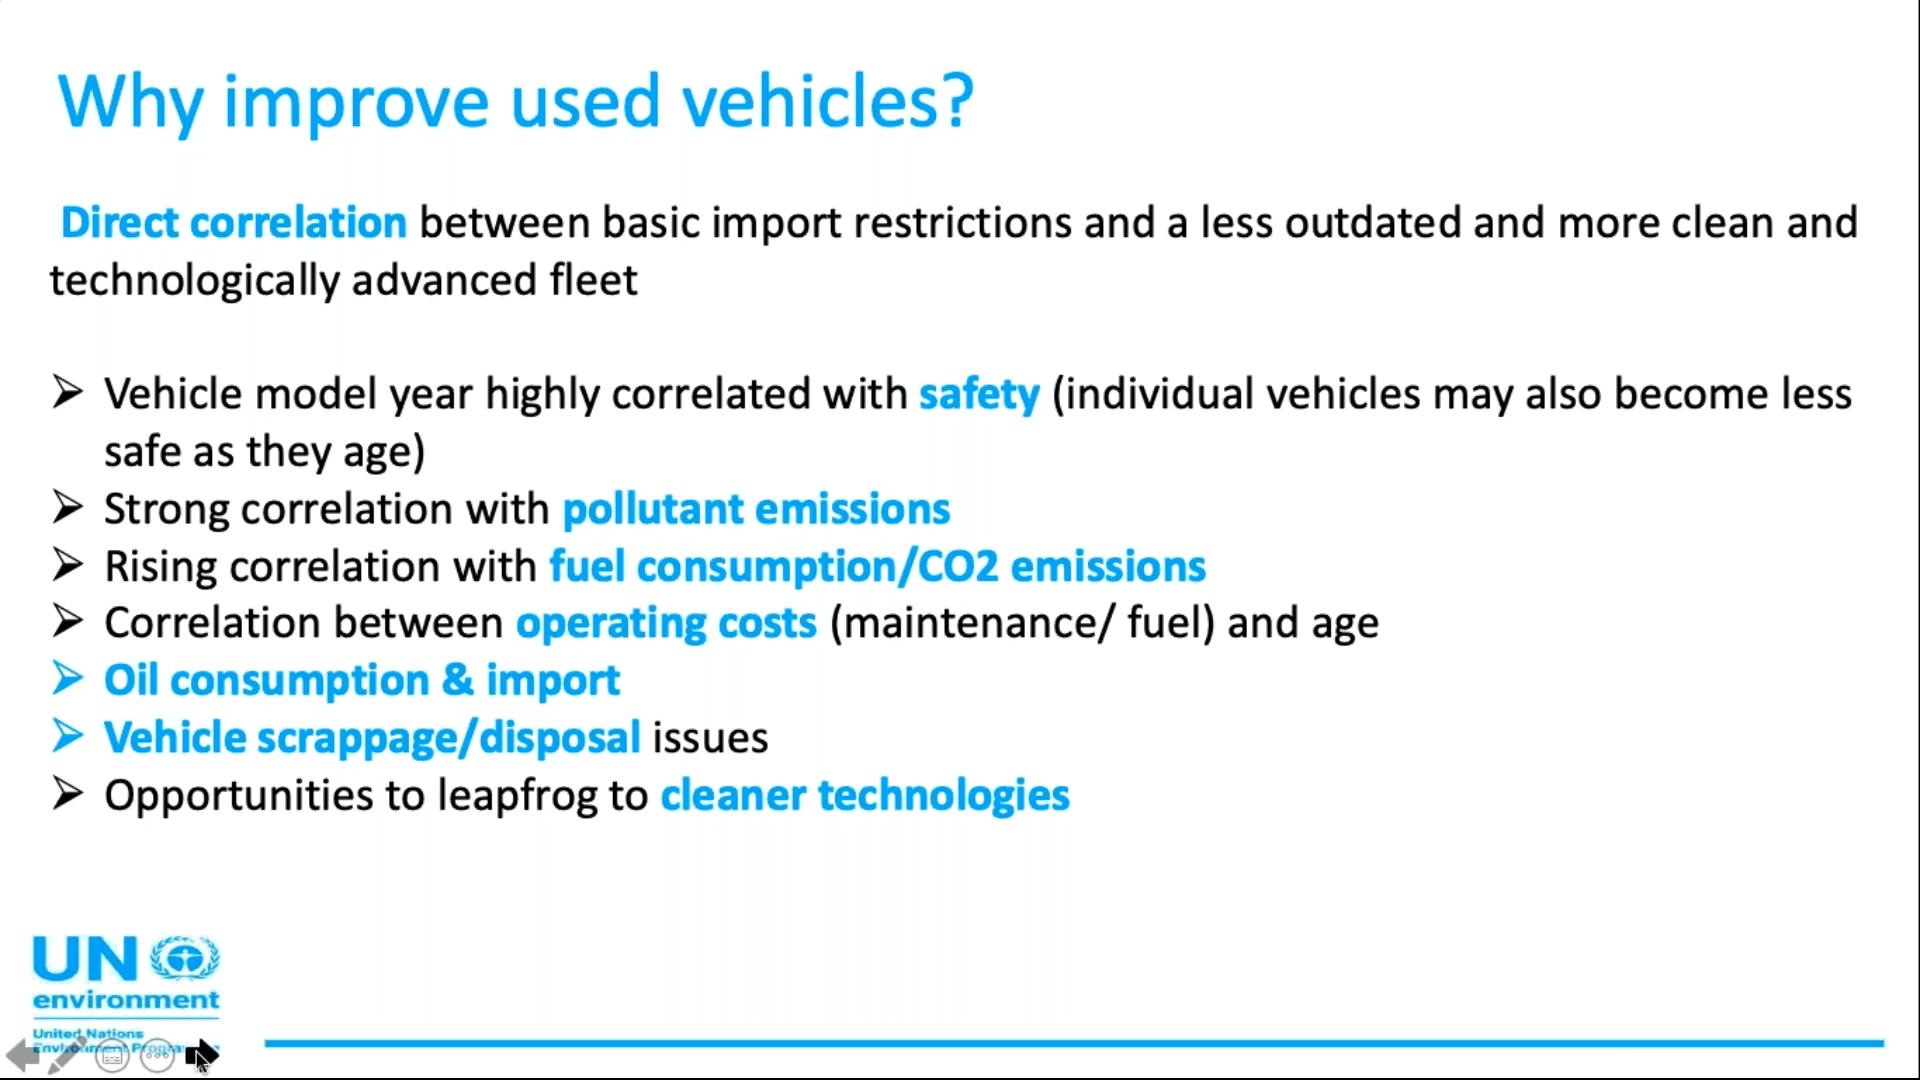 Why improve used vehicles?
Direct correlation between basic import restrictions and a less outdated and more clean and
technologically advanced fleet
➢ Vehicle model year highly correlated with safety (individual vehicles may also become less
safe as they age)
➢ Strong correlation with pollutant emissions
➢ Rising correlation with fuel consumption/CO2 emissions
➢ Correlation between operating costs (maintenance/ fuel) and age
➢ Oil consumption & import
➢ Vehicle scrappage/disposal issues
➢ Opportunities to leapfrog to cleaner technologies
UN
environment
United Nations
Environment